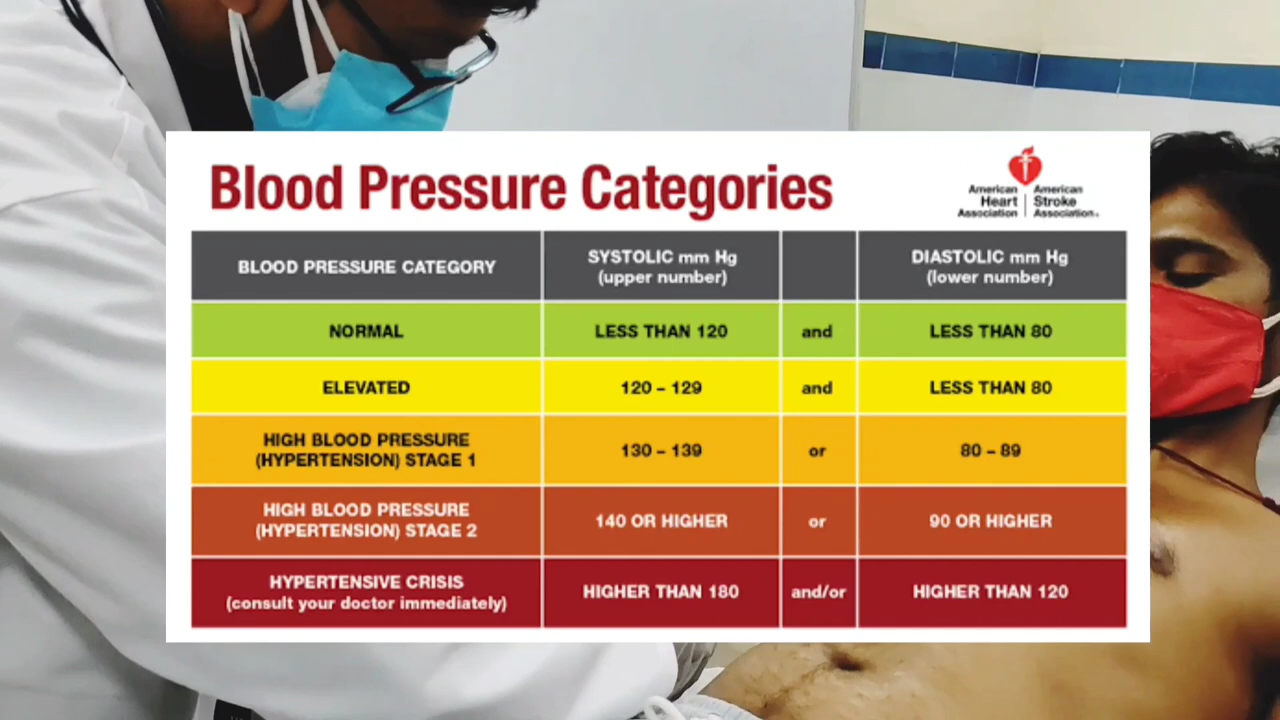 Blood Pressure Categories
American
Heart
Association
American
Stroke
Association®
BLOOD PRESSURE CATEGORY
SYSTOLIC mm Hg
(upper number)
DIASTOLIC mm Hg
(lower number)
NORMAL
LESS THAN 120
and
LESS THAN 80
ELEVATED
120 – 129
and
LESS THAN 80
HIGH BLOOD PRESSURE
(HYPERTENSION) STAGE 1
130 – 139
or
80 – 89
HIGH BLOOD PRESSURE
(HYPERTENSION) STAGE 2
140 OR HIGHER
or
90 OR HIGHER
HYPERTENSIVE CRISIS
(consult your doctor immediately)
HIGHER THAN 180
and/or
HIGHER THAN 120